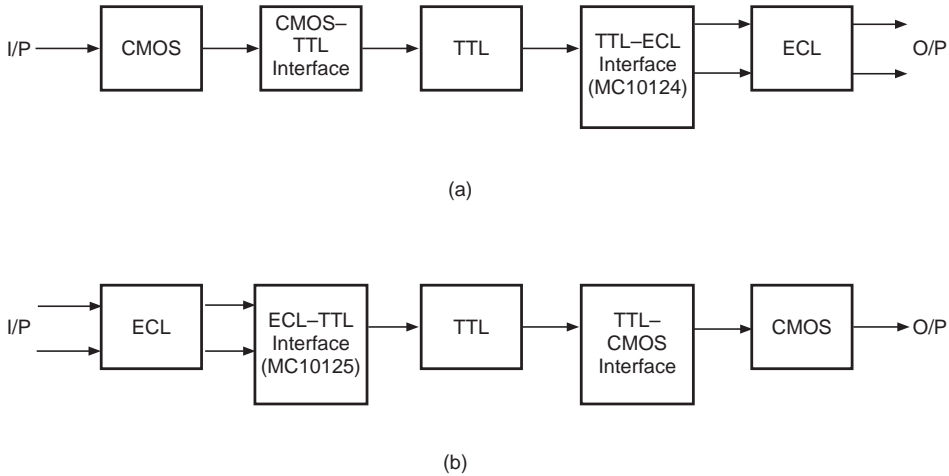 I/P
CMOS
CMOS–
TTL
Interface
TTL
TTL–ECL
Interface
(MC10124)
ECL
O/P
(a)
I/P
ECL
ECL–TTL
Interface
(MC10125)
TTL
TTL–
CMOS
Interface
CMOS
O/P
(b)